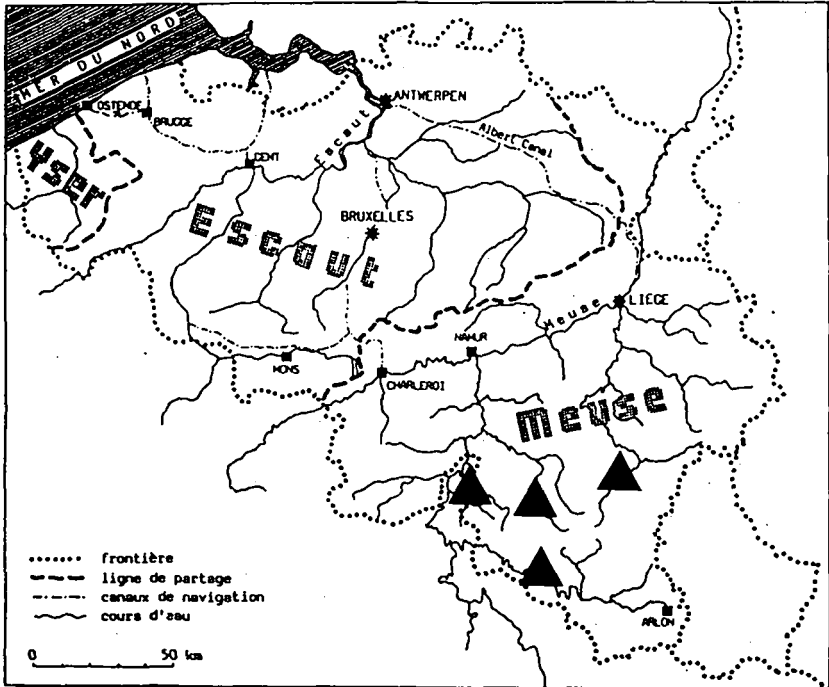 MER DU NORD
OSTENDE
BRUGGE
ANTWERPEN
Escaut
Albert Canal
GENT
Yser
BRUXELLES
Escaut
Meuse
LIEGE
NAMUR
MONS
CHARLEROI
Meuse
frontière
ligne de partage
canaux de navigation
cours d'eau
0 50 km
ARLON